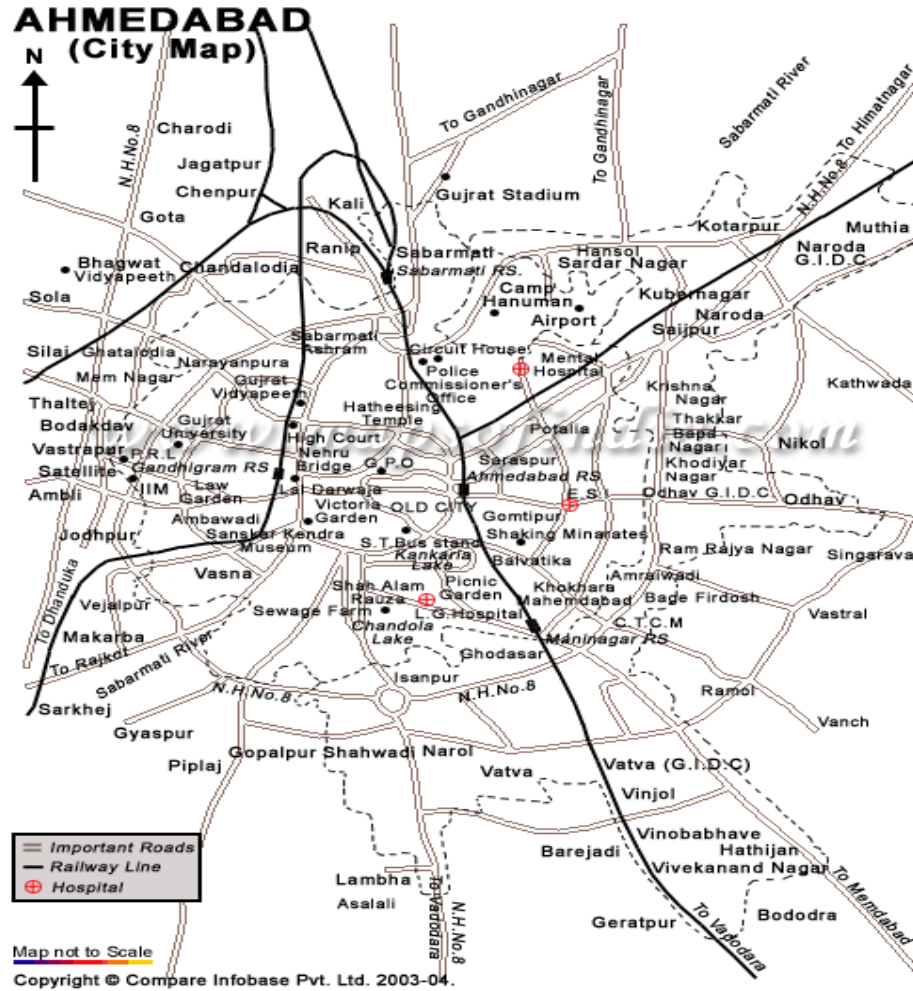 AHMEDABAD
(City Map)
N
N.H.No.8
Charodi
Jagatpur
Chenpur
Gota
Kali
Ranip
To Gandhinagar
To Gandhinagar
Sabarmati River
N.H.No.8 To Himatnagar
Gujrat Stadium
Kotarpur
Muthia
Naroda
G.I.D.C
Hansol
Sardar Nagar
Sabarmati
Sabarmati RS.
Bhagwat
Vidyapeeth
Chandalodia
Sola
Camp
Hanuman
Airport
Kubernagar
Naroda
Saijpur
Sabarmati
Ashram
Silaj
Ghatalodia
Narayanpura
Circuit House
Police
Commissioner's
Office
Mental
Hospital
Mem Nagar
Gujrat
Vidyapeeth
Krishna
Nagar
Kathwada
Thaltej
Hatheesing
Temple
Thakkar
Bapa
Nagar
Bodakdav
Gujrat
University
High Court
Potalia
Nikol
www.mapsofindia.com
Vastrapur
P.R.L
Gandhigram RS
Nehru
Bridge
G.P.O
Saraspur
Ahmedabad RS
Khodiyar
Nagar
Satellite
IIM
Law
Garden
Lal Darwaja
E.S.I
Odhav G.I.D.C
Odhav
Ambli
Victoria
Garden
OLD CITY
Gomtipur
Ambawadi
Sanskar Kendra
Museum
S.T.Bus stand
Shaking Minarates
Jodhpur
Kankaria
Lake
Balvatika
Ram Rajya Nagar
Singarava
Vasna
Shah Alam
Rauza
Picnic
Garden
Khokhara
Mahemdabad
Amraiwadi
Bage Firdosh
Vejalpur
Sewage Farm
L.G.Hospital
C.T.C.M
Vastral
To Dhanduka
Makarba
Chandola
Lake
Maninagar RS
To Rajkot
Sabarmati River
Ghodasar
Isanpur
N.H.No.8
N.H.No.8
Ramol
Sarkhej
Gyaspur
Vanch
Piplaj
Gopalpur
Shahwadi
Narol
Vatva
Vatva (G.I.D.C)
Vinjol
Vinobabhave
Hathijan
Barejadi
Vivekanand Nagar
Important Roads
Railway Line
Hospital
Lambha
Asalali
To Vadodara
N.H.No.8
Geratpur
To Vadodara
Bododra
To Memdabad
Map not to Scale
Copyright © Compare Infobase Pvt. Ltd. 2003-04.